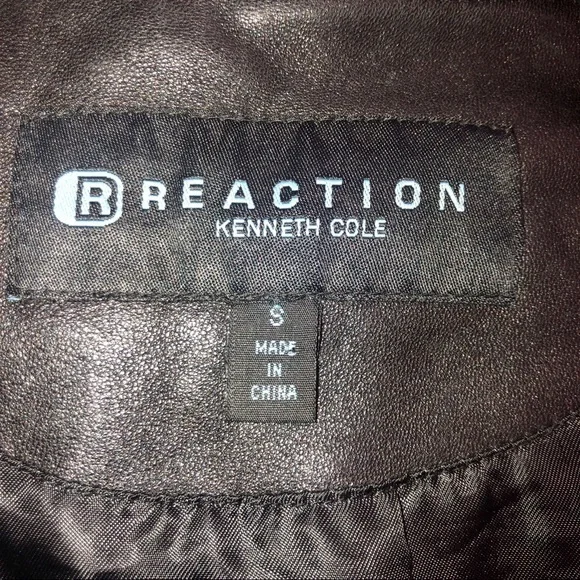 R REACTION
KENNETH COLE
S
MADE
IN
CHINA